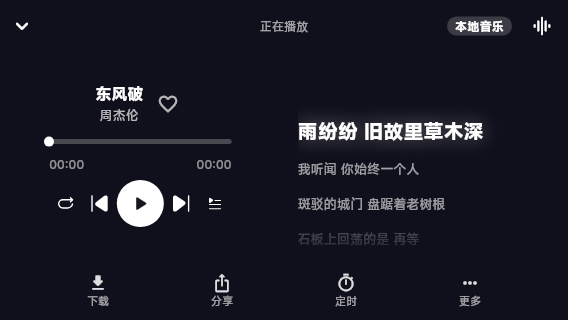 正在播放
本地音乐
东风破
周杰伦
00:00 00:00
雨纷纷 旧故里草木深
我听闻 你始终一个人
斑驳的城门 盘踞着老树根
石板上回荡的是 再等
下载 分享 定时 更多